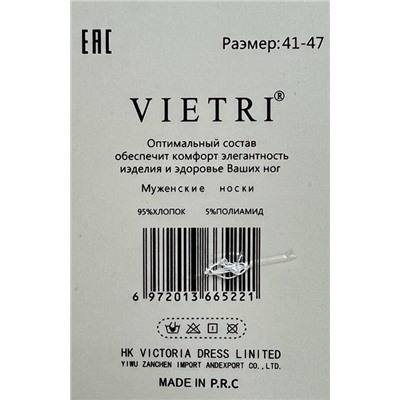 EAC
Размер:41-47
VIETRI®
Оптимальный состав
обеспечит комфорт элегантность
изделия и здоровье Ваших ног
Муженские носки
95%ХЛОПОК 5%ПОЛИАМИД
6 972013 665221
HK VICTORIA DRESS LIMITED
YIWU ZANCHEN IMPORT ANDEXPORT CO.,LTD.
MADE IN P.R.C